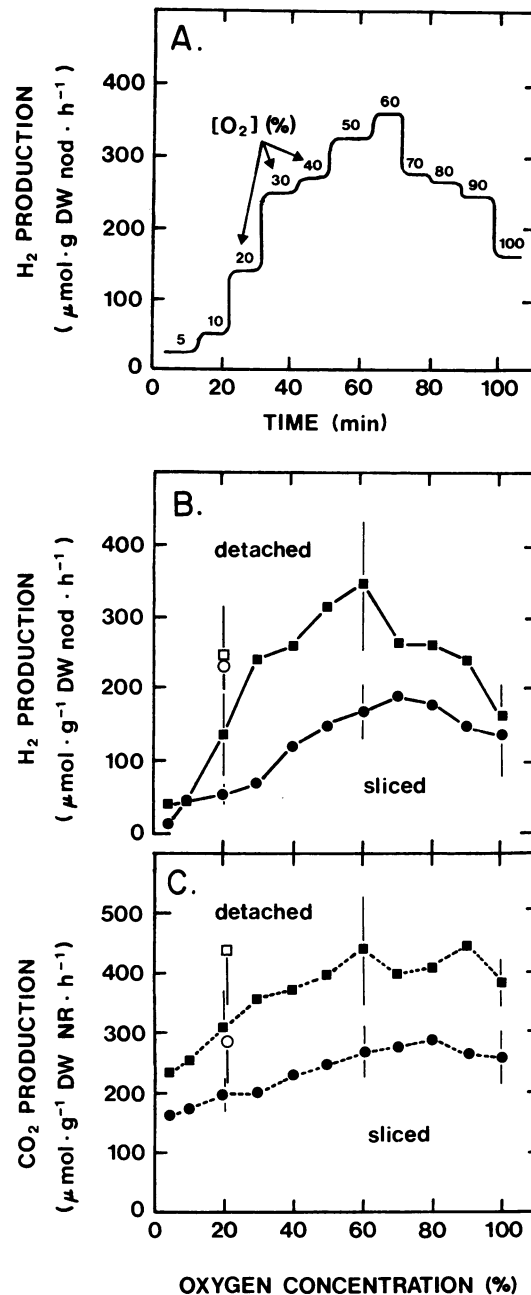 A.
H₂ PRODUCTION
( μmol·g DW nod · h⁻¹ )
400
300
200
100
0
[O₂] (%)
5
10
20
30
40
50
60
70
80
90
100
0 20 40 60 80 100
TIME (min)
B.
H₂ PRODUCTION
( μmol·g⁻¹ DW nod · h⁻¹ )
400
300
200
100
0
detached
sliced
C.
CO₂ PRODUCTION
( μmol·g⁻¹ DW NR · h⁻¹ )
500
400
300
200
100
0
detached
sliced
0 20 40 60 80 100
OXYGEN CONCENTRATION (%)